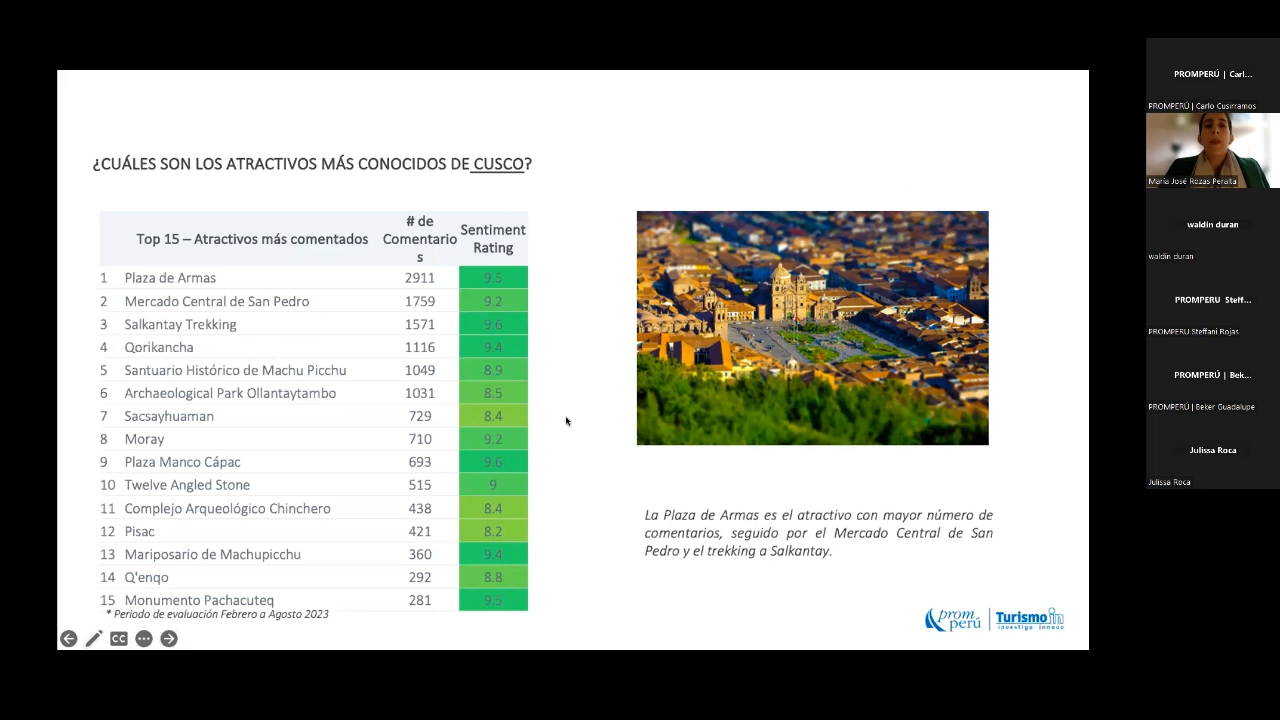 ¿CUÁLES SON LOS ATRACTIVOS MÁS CONOCIDOS DE CUSCO?
Top 15 – Atractivos más comentados # de Comentario s Sentiment Rating
1 Plaza de Armas 2911 9.5
2 Mercado Central de San Pedro 1759 9.2
3 Salkantay Trekking 1571 9.6
4 Qorikancha 1116 9.4
5 Santuario Histórico de Machu Picchu 1049 8.9
6 Archaeological Park Ollantaytambo 1031 8.5
7 Sacsayhuaman 729 8.4
8 Moray 710 9.2
9 Plaza Manco Cápac 693 9.6
10 Twelve Angled Stone 515 9
11 Complejo Arqueológico Chinchero 438 8.4
12 Pisac 421 8.2
13 Mariposario de Machupicchu 360 9.4
14 Q'enqo 292 8.8
15 Monumento Pachacuteq 281 9.5
* Periodo de evaluación Febrero a Agosto 2023
La Plaza de Armas es el atractivo con mayor número de
comentarios, seguido por el Mercado Central de San
Pedro y el trekking a Salkantay.
prom
perú
Turismo in
investiga innova
CC
PROMPERÚ | Carl...
PROMPERÚ | Carlo Cusirramos
María José Rozas Peralta
waldin duran
waldin duran
PROMPERU Steff...
PROMPERU Steffani Rojas
PROMPERÚ | Bek...
PROMPERÚ | Beker Guadalupe
Julissa Roca
Julissa Roca